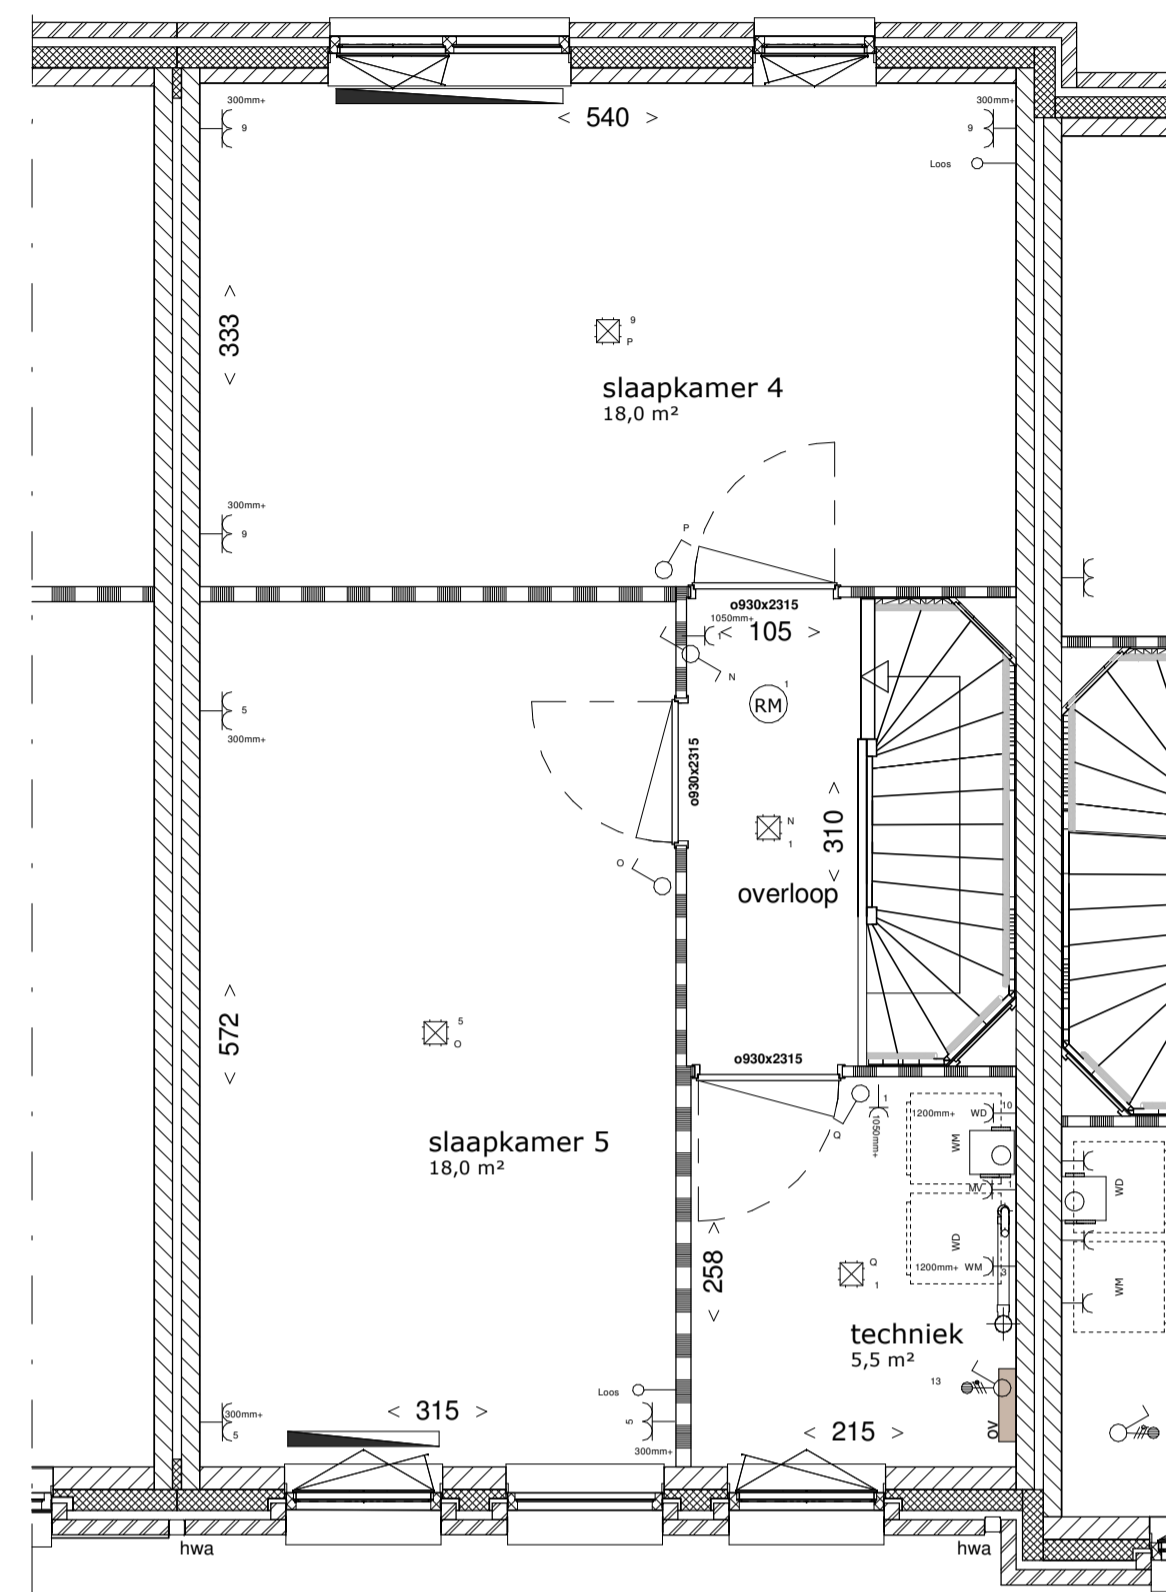 300mm+
9
< 540 >
300mm+
9
Loos
< 333 >
9
P
slaapkamer 4
18,0 m²
300mm+
9
P
o930x2315
1050mm+
1
< 105 >
N
RM
1
5
300mm+
o930x2315
N
1
< 310 >
O
overloop
< 572 >
5
O
o930x2315
slaapkamer 5
18,0 m²
1
1050mm+
Q
1200mm+
WD
10
WM
MV
1
WD
1200mm+
WM
3
WD
WM
< 258 >
Q
1
techniek
5,5 m²
13
OV
Loos
< 315 >
300mm+
5
5
300mm+
< 215 >
hwa
hwa